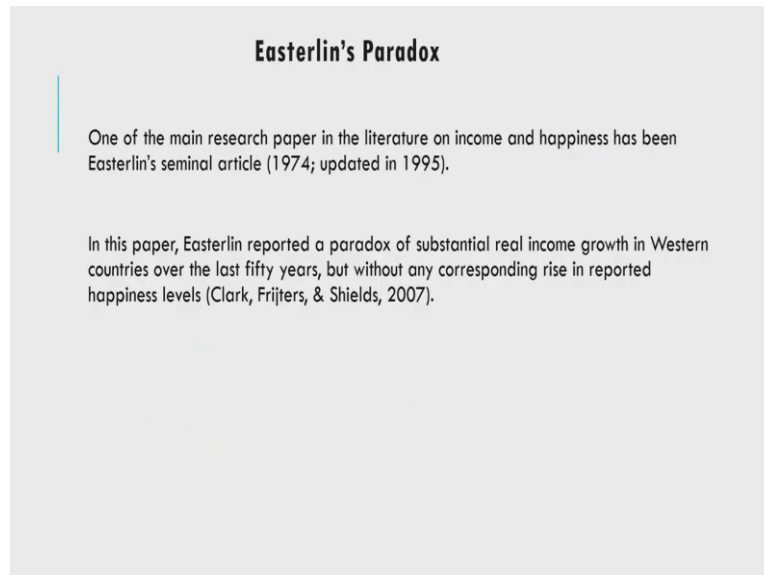 Easterlin's Paradox
One of the main research paper in the literature on income and happiness has been
Easterlin's seminal article (1974; updated in 1995).
In this paper, Easterlin reported a paradox of substantial real income growth in Western
countries over the last fifty years, but without any corresponding rise in reported
happiness levels (Clark, Frijters, & Shields, 2007).